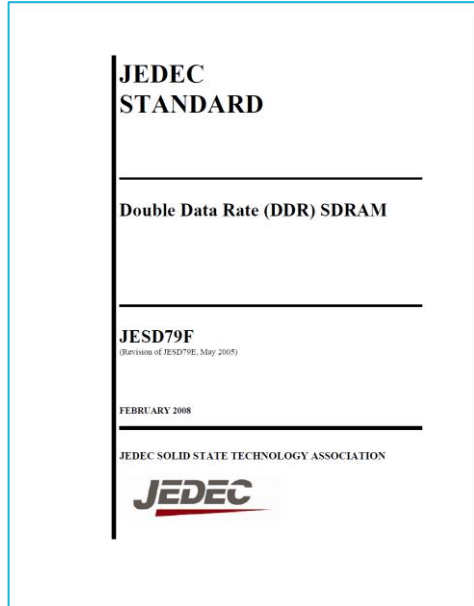 JEDEC
STANDARD
Double Data Rate (DDR) SDRAM
JESD79F
(Revision of JESD79E, May 2005)
FEBRUARY 2008
JEDEC SOLID STATE TECHNOLOGY ASSOCIATION
JEDEC